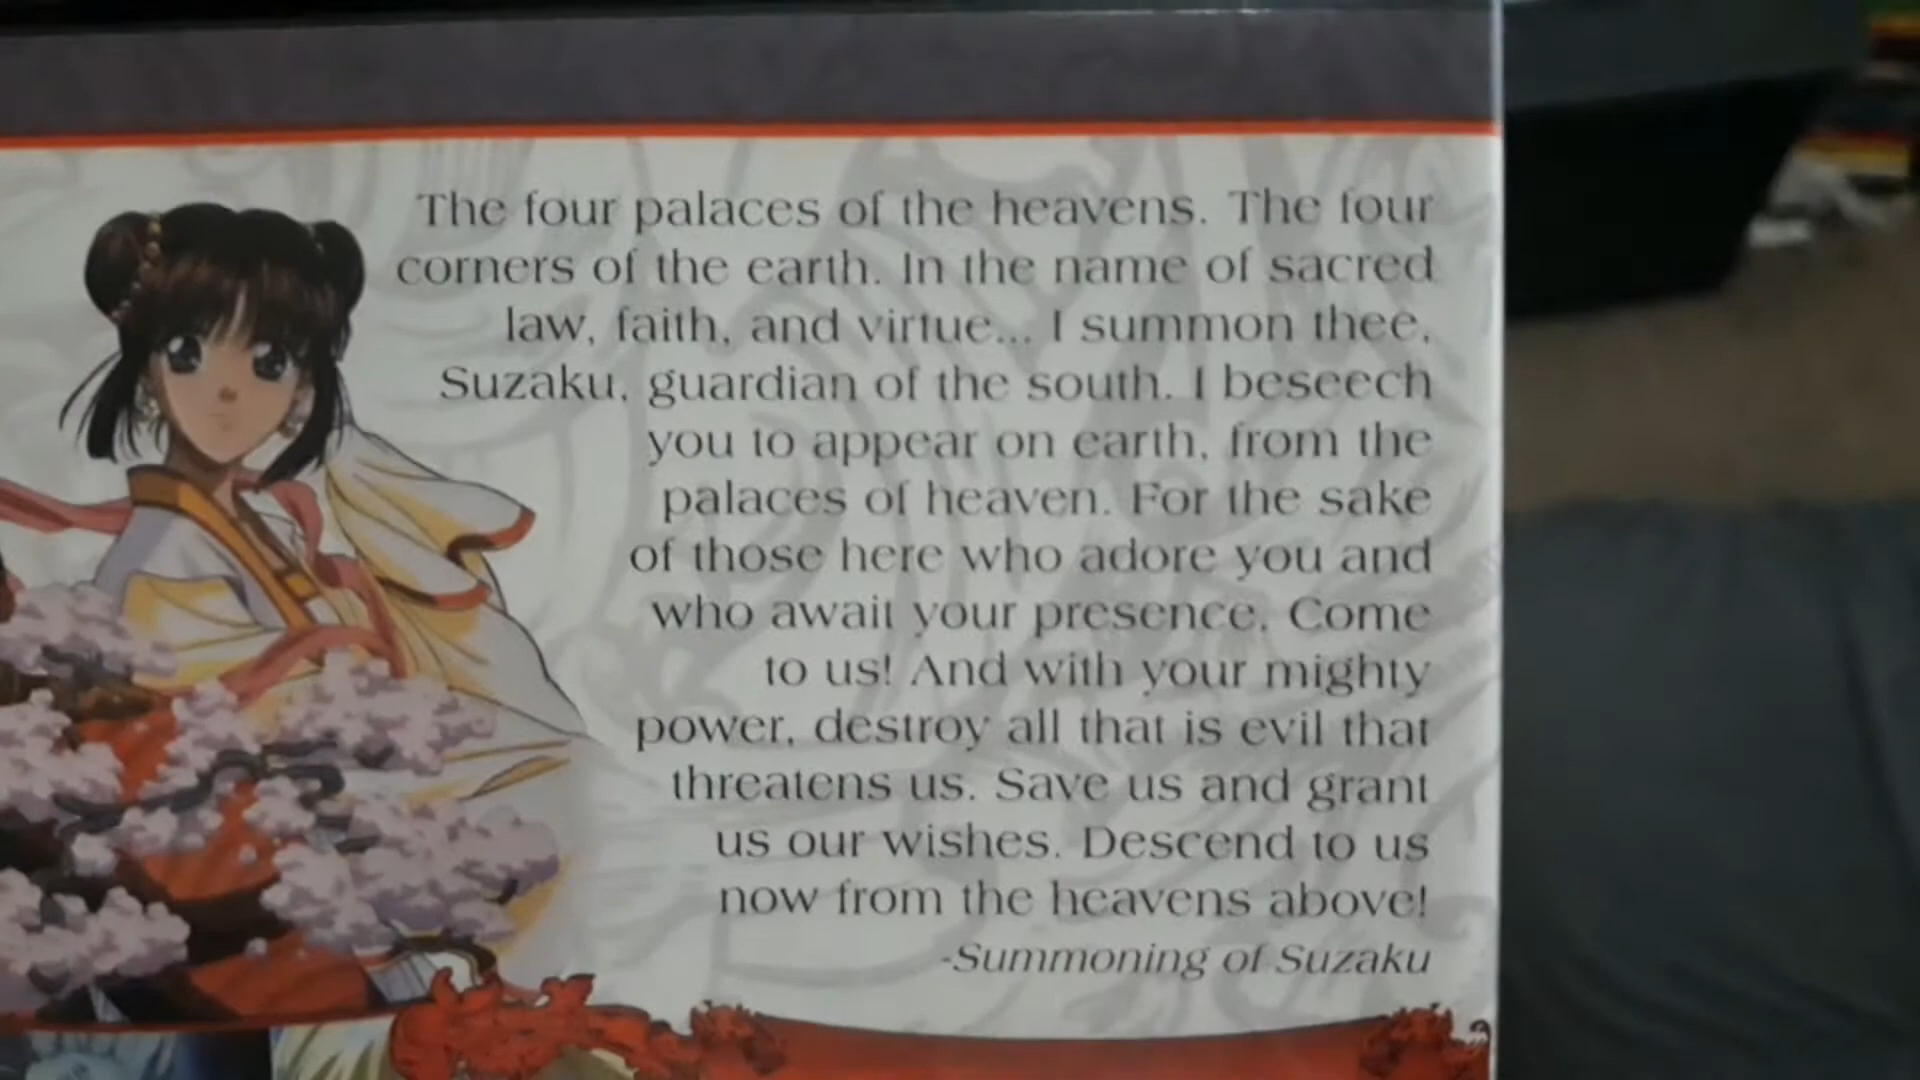 The four palaces of the heavens. The four
corners of the earth. In the name of sacred
law, faith, and virtue... I summon thee,
Suzaku, guardian of the south. I beseech
you to appear on earth, from the
palaces of heaven. For the sake
of those here who adore you and
who await your presence, Come
to us! And with your mighty
power, destroy all that is evil that
threatens us. Save us and grant
us our wishes. Descend to us
now from the heavens above!
-Summoning of Suzaku